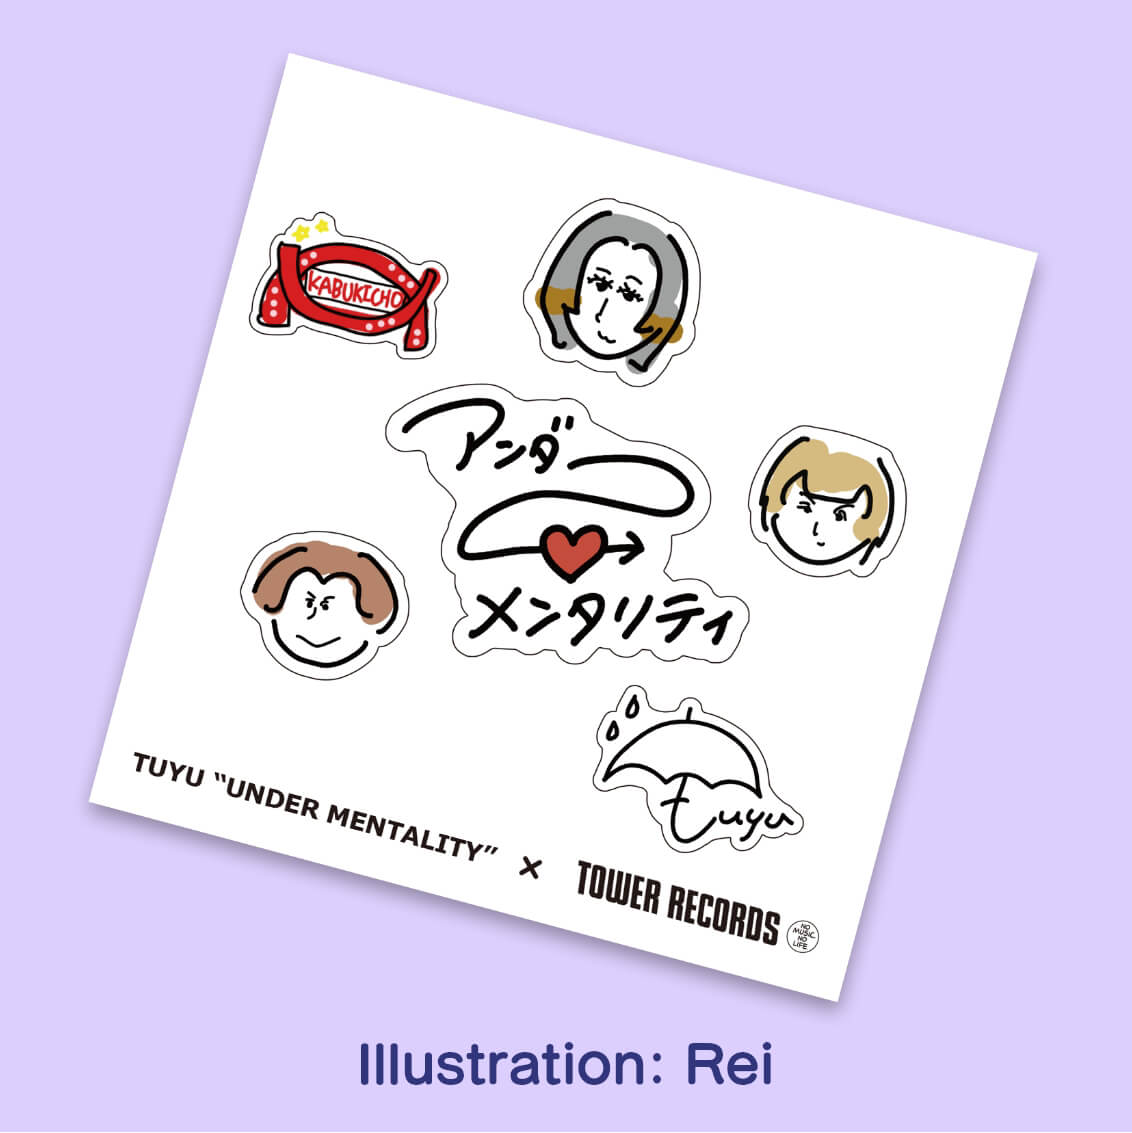 KABUKICHO
アンダー
メンタリティ
tuyu
TUYU “UNDER MENTALITY” × TOWER RECORDS
NO
MUSIC,
NO
LIFE
Illustration: Rei